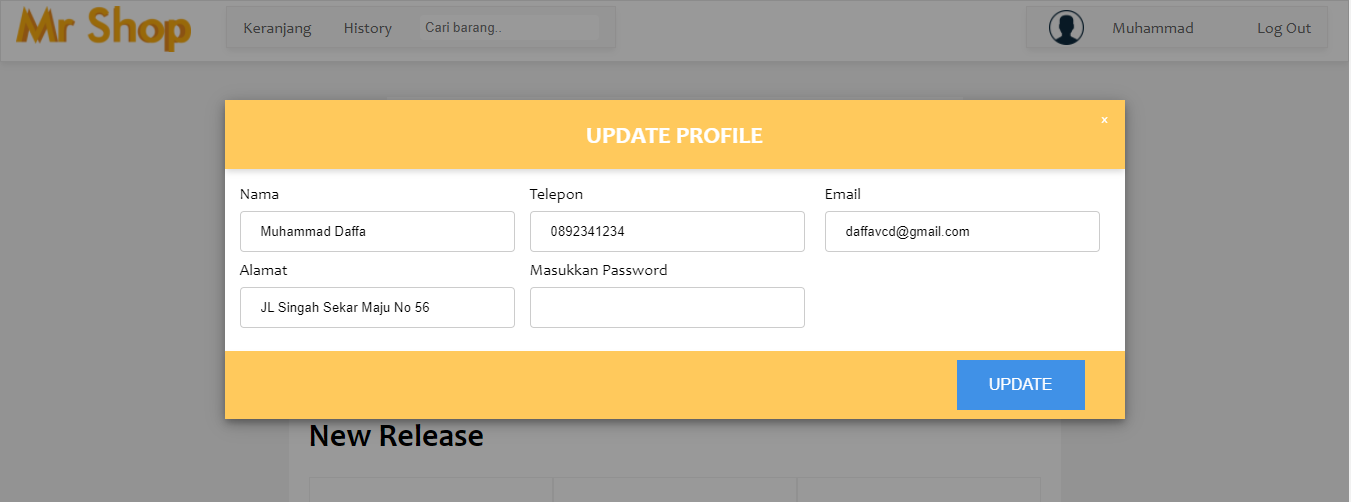 Mr Shop
Keranjang History Cari barang.. Muhammad Log Out
UPDATE PROFILE x
Nama Telepon Email
Muhammad Daffa 0892341234 daffavcd@gmail.com
Alamat Masukkan Password
JL Singah Sekar Maju No 56
UPDATE
New Release